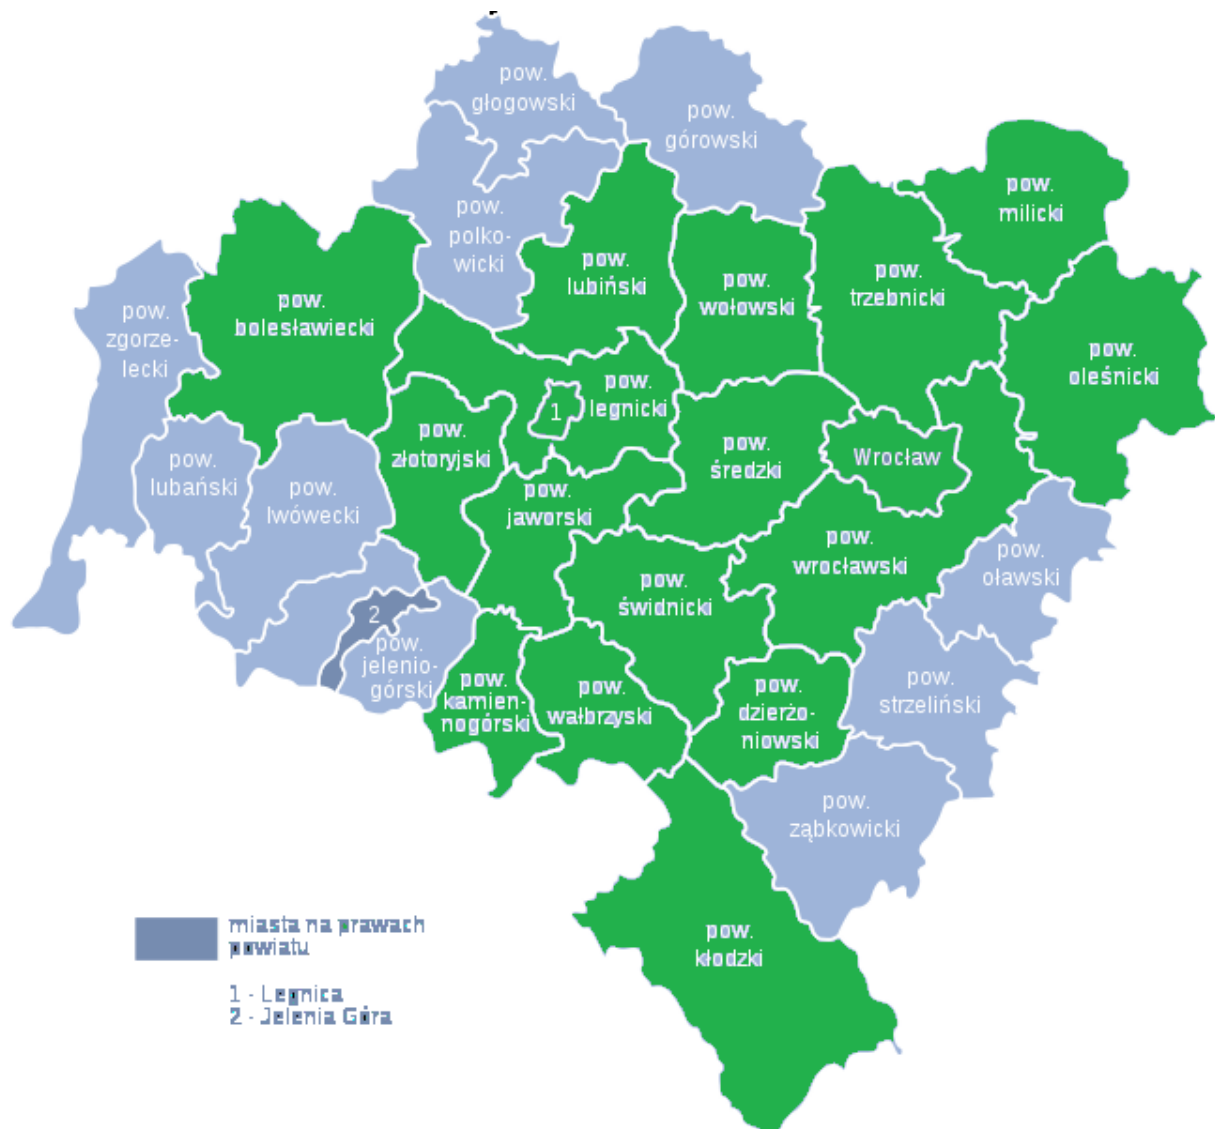 pow.
głogowski
pow.
górowski
pow.
milicki
pow.
polko-
wicki
pow.
lubiński
pow.
wołowski
pow.
trzebnicki
pow.
bolesławiecki
pow.
zgorze-
lecki
pow.
oleśnicki
pow.
legnicki
1
pow.
złotoryjski
pow.
średzki
Wrocław
pow.
lubański
pow.
lwówecki
pow.
jaworski
pow.
wrocławski
pow.
oławski
pow.
świdnicki
2
pow.
jelenio-
górski
pow.
kamien-
nogórski
pow.
wałbrzyski
pow.
dzierżo-
niowski
pow.
strzeliński
pow.
ząbkowicki
pow.
kłodzki
miasta na prawach
powiatu
1 - Legnica
2 - Jelenia Góra